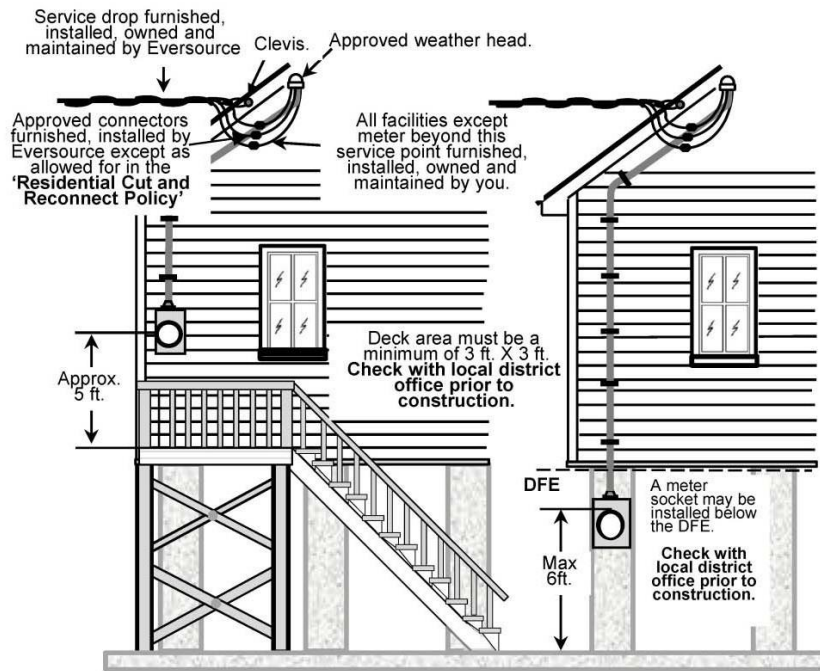 Service drop furnished,
installed, owned and
maintained by Eversource
Clevis.
Approved weather head.
Approved connectors
furnished, installed by
Eversource except as
allowed for in the
'Residential Cut and
Reconnect Policy'
All facilities except
meter beyond this
service point furnished,
installed, owned and
maintained by you.
Approx.
5 ft.
Deck area must be a
minimum of 3 ft. X 3 ft.
Check with local district
office prior to
construction.
DFE
A meter
socket may be
installed below
the DFE.
Check with
local district
office prior to
construction.
Max
6ft.